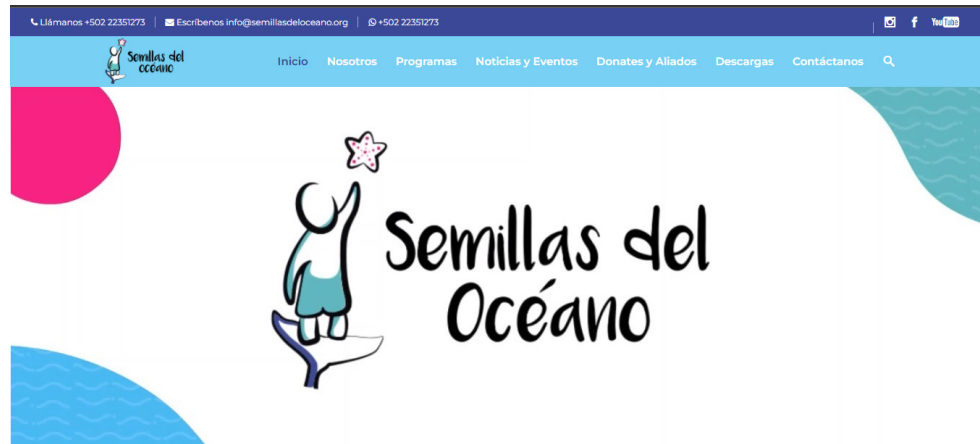 Llámanos +502 22351273 Escríbenos info@semillasdeloceano.org +502 22351273 You Tube
Semillas del
océano
Inicio Nosotros Programas Noticias y Eventos Donates y Aliados Descargas Contáctanos
Semillas del
Océano